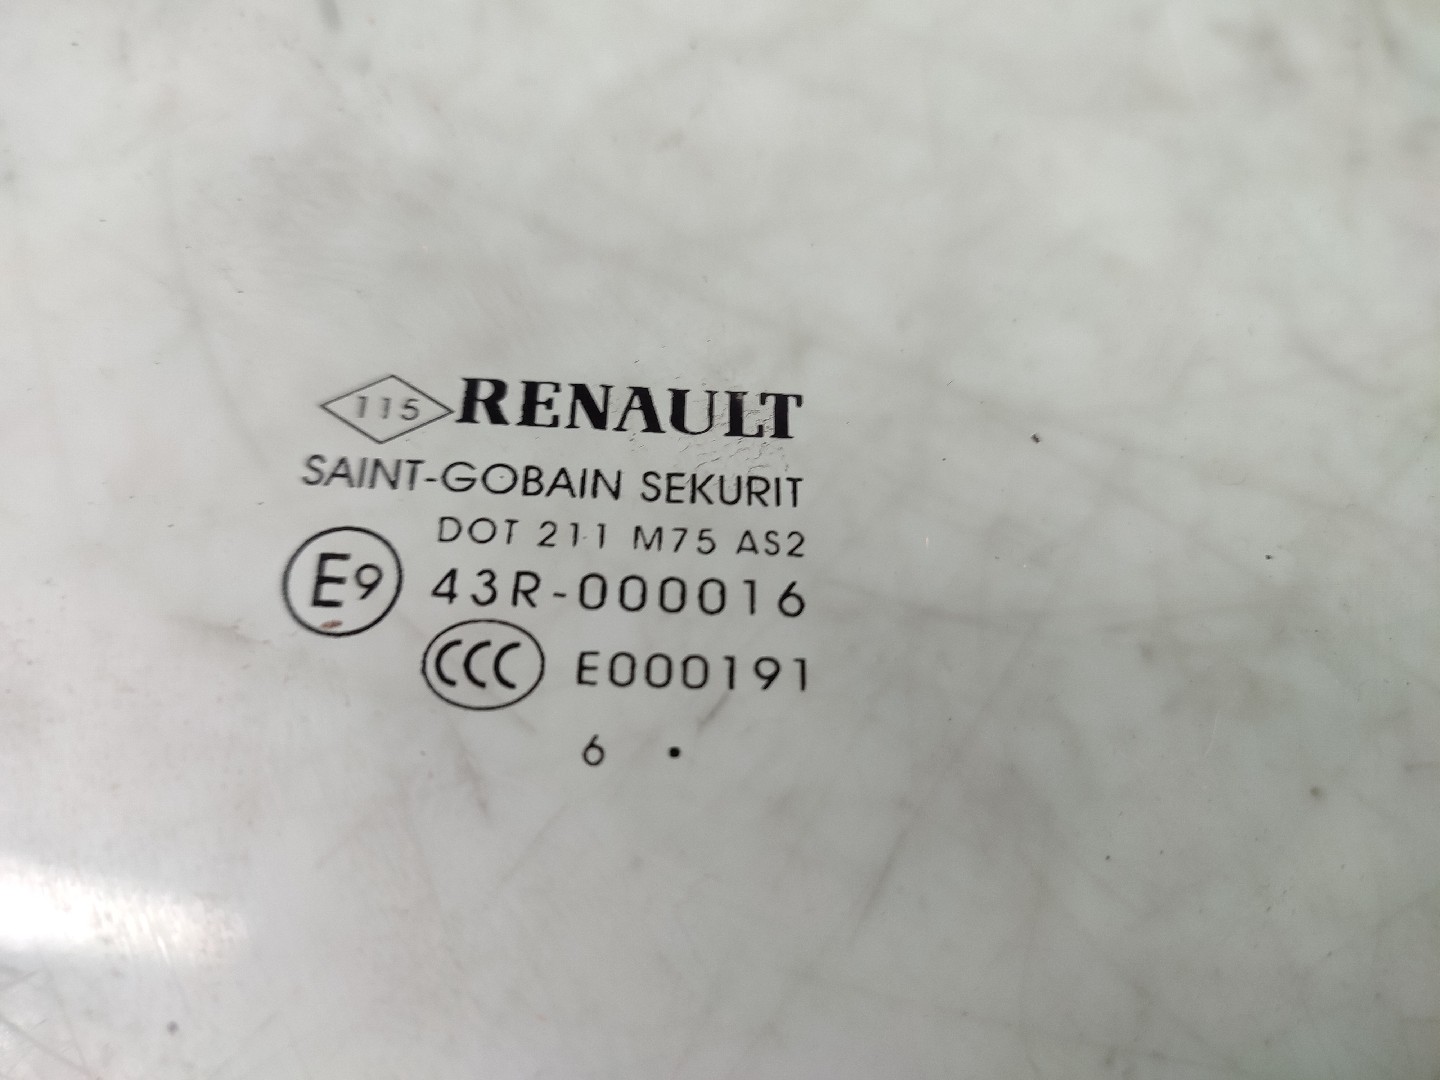 115 RENAULT
SAINT-GOBAIN SEKURIT
DOT 211 M75 AS2
E9 43R-000016
CCC E000191
6 .